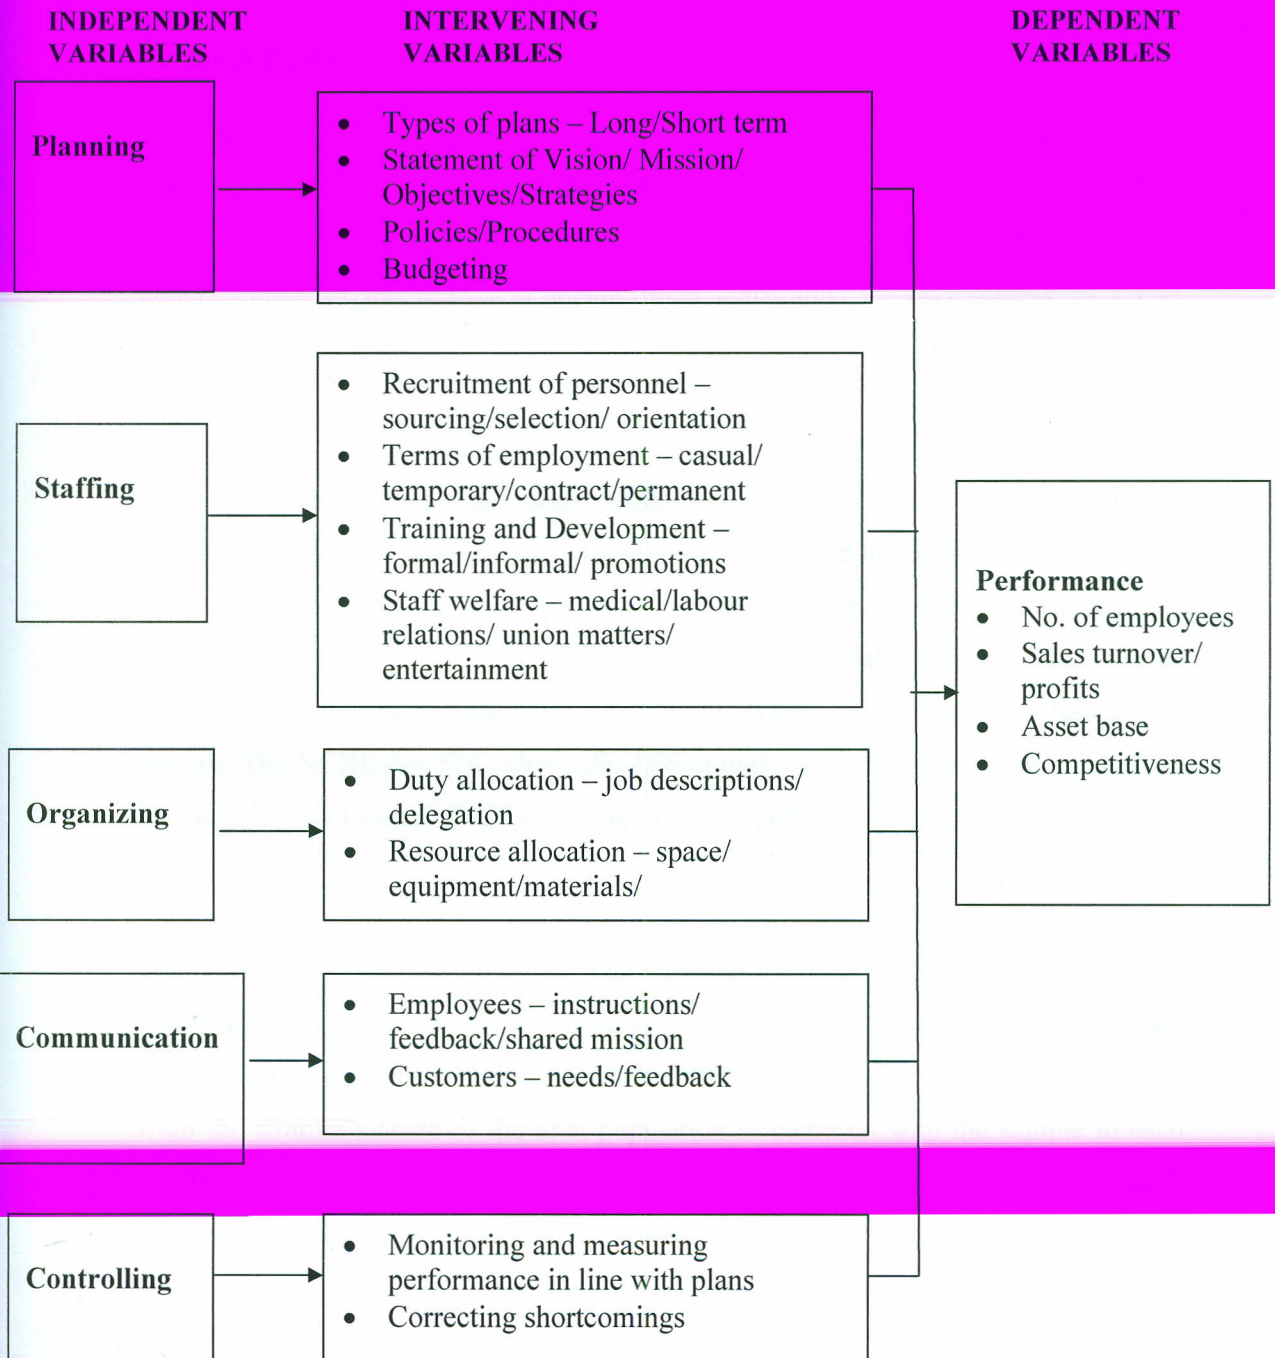 INDEPENDENT VARIABLES
INTERVENING VARIABLES
DEPENDENT VARIABLES
Planning
• Types of plans – Long/Short term
• Statement of Vision/ Mission/
Objectives/Strategies
• Policies/Procedures
• Budgeting
Staffing
• Recruitment of personnel –
sourcing/selection/ orientation
• Terms of employment – casual/
temporary/contract/permanent
• Training and Development –
formal/informal/ promotions
• Staff welfare – medical/labour
relations/ union matters/
entertainment
Organizing
• Duty allocation – job descriptions/
delegation
• Resource allocation – space/
equipment/materials/
Communication
• Employees – instructions/
feedback/shared mission
• Customers – needs/feedback
Controlling
• Monitoring and measuring
performance in line with plans
• Correcting shortcomings
Performance
• No. of employees
• Sales turnover/
profits
• Asset base
• Competitiveness